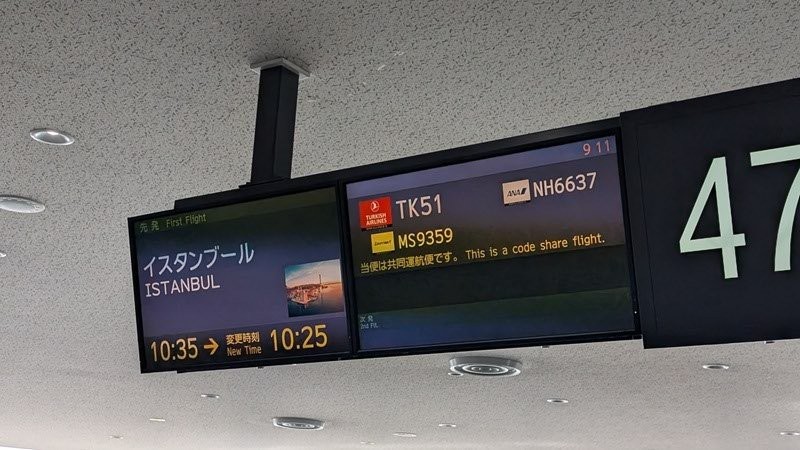 先発 First Flight
イスタンブール
ISTANBUL
10:35 → 変更時刻 New Time 10:25
9 11
TURKISH AIRLINES TK51
ANA NH6637
MS9359
当便は共同運航便です。 This is a code share flight.
次発
2nd Flt.
47